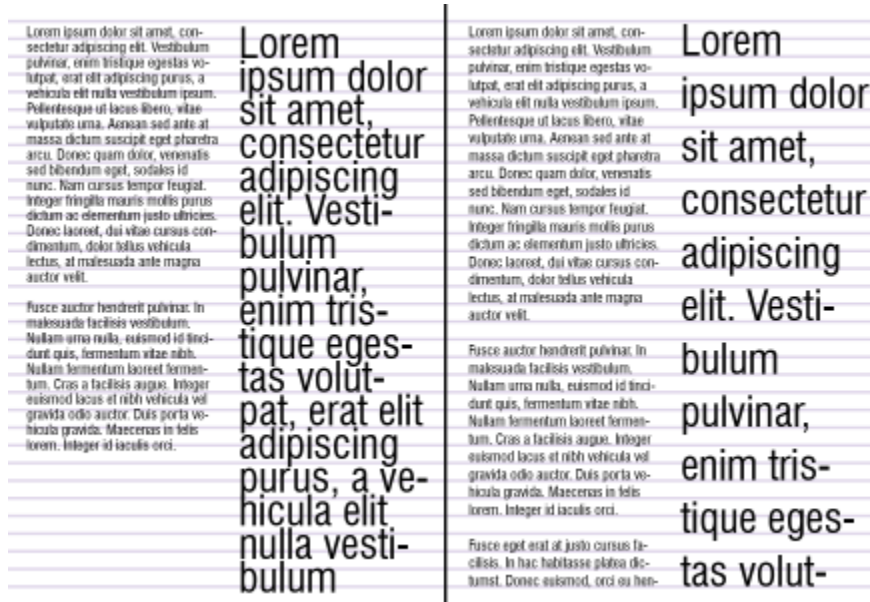 Lorem ipsum dolor sit amet, con-
sectetur adipiscing elit. Vestibulum
pulvinar, enim tristique egestas vo-
lutpat, erat elit adipiscing purus, a
vehicula elit nulla vestibulum ipsum.
Pellentesque ut lacus libero, vitae
vulputate urna. Aenean sed ante at
massa dictum suscipit eget pharetra
arcu. Donec quam dolor, venenatis
sed bibendum eget, sodales id
nunc. Nam cursus tempor feugiat.
Integer fringilla mauris mollis purus
dictum ac elementum justo ultricies.
Donec laoreet, dui vitae cursus con-
dimentum, dolor tellus vehicula
lectus, at malesuada ante magna
auctor velit.
Fusce auctor hendrerit pulvinar. In
malesuada facilisis vestibulum.
Nullam urna nulla, euismod id tinci-
dunt quis, fermentum vitae nibh.
Nullam fermentum laoreet fermen-
tum. Cras a facilisis augue. Integer
euismod lacus et nibh vehicula vel
gravida odio auctor. Duis porta ve-
hicula gravida. Maecenas in felis
lorem. Integer id iaculis orci.
Lorem
ipsum dolor
sit amet,
consectetur
adipiscing
elit. Vesti-
bulum
pulvinar,
enim tris-
tique eges-
tas volut-
pat, erat elit
adipiscing
purus, a ve-
hicula elit
nulla vesti-
bulum
Lorem ipsum dolor sit amet, con-
sectetur adipiscing elit. Vestibulum
pulvinar, enim tristique egestas vo-
lutpat, erat elit adipiscing purus, a
vehicula elit nulla vestibulum ipsum.
Pellentesque ut lacus libero, vitae
vulputate urna. Aenean sed ante at
massa dictum suscipit eget pharetra
arcu. Donec quam dolor, venenatis
sed bibendum eget, sodales id
nunc. Nam cursus tempor feugiat.
Integer fringilla mauris mollis purus
dictum ac elementum justo ultricies.
Donec laoreet, dui vitae cursus con-
dimentum, dolor tellus vehicula
lectus, at malesuada ante magna
auctor velit.
Fusce auctor hendrerit pulvinar. In
malesuada facilisis vestibulum.
Nullam urna nulla, euismod id tinci-
dunt quis, fermentum vitae nibh.
Nullam fermentum laoreet fermen-
tum. Cras a facilisis augue. Integer
euismod lacus et nibh vehicula vel
gravida odio auctor. Duis porta ve-
hicula gravida. Maecenas in felis
lorem. Integer id iaculis orci.
Fusce eget erat at justo cursus fa-
cilisis. In hac habitasse platea dic-
tumst. Donec euismod, orci eu hen-
Lorem
ipsum dolor
sit amet,
consectetur
adipiscing
elit. Vesti-
bulum
pulvinar,
enim tris-
tique eges-
tas volut-